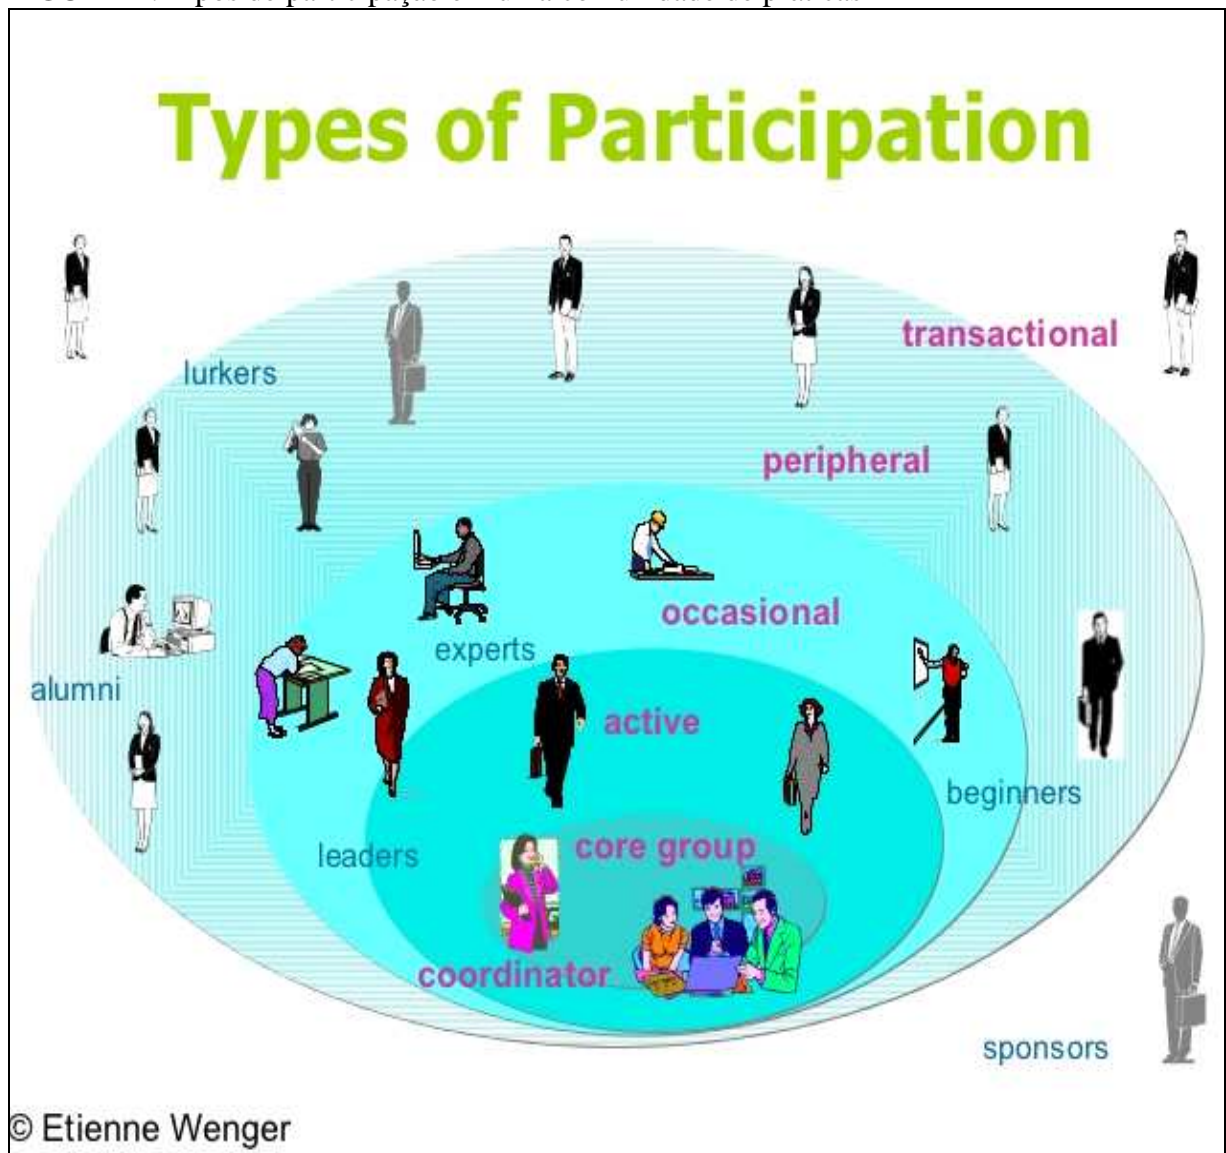 Types of Participation
transactional
lurkers
peripheral
occasional
experts
alumni
active
beginners
core group
leaders
coordinator
sponsors
© Etienne Wenger